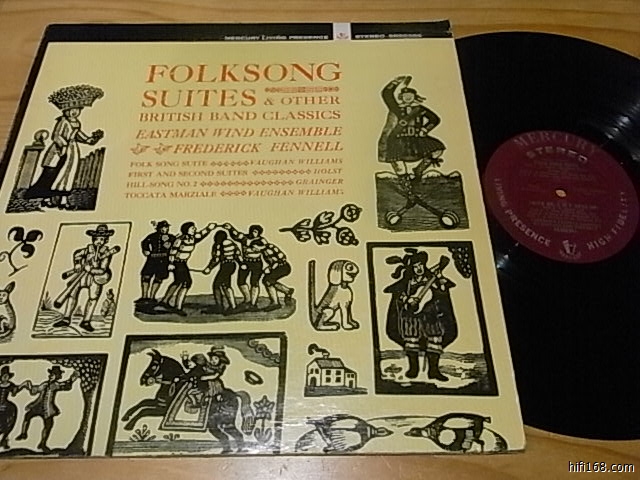 MERCURY LIVING PRESENCE STEREO
FOLKSONG
SUITES & OTHER
BRITISH BAND CLASSICS
EASTMAN WIND ENSEMBLE
FREDERICK FENNELL
FOLK SONG SUITE VAUGHAN WILLIAMS
FIRST AND SECOND SUITES HOLST
HILL-SONG NO. 2 GRAINGER
TOCCATA MARZIALE VAUGHAN WILLIAMS
MERCURY
STEREO
LIVING PRESENCE HIGH FIDELITY
hifi168.com